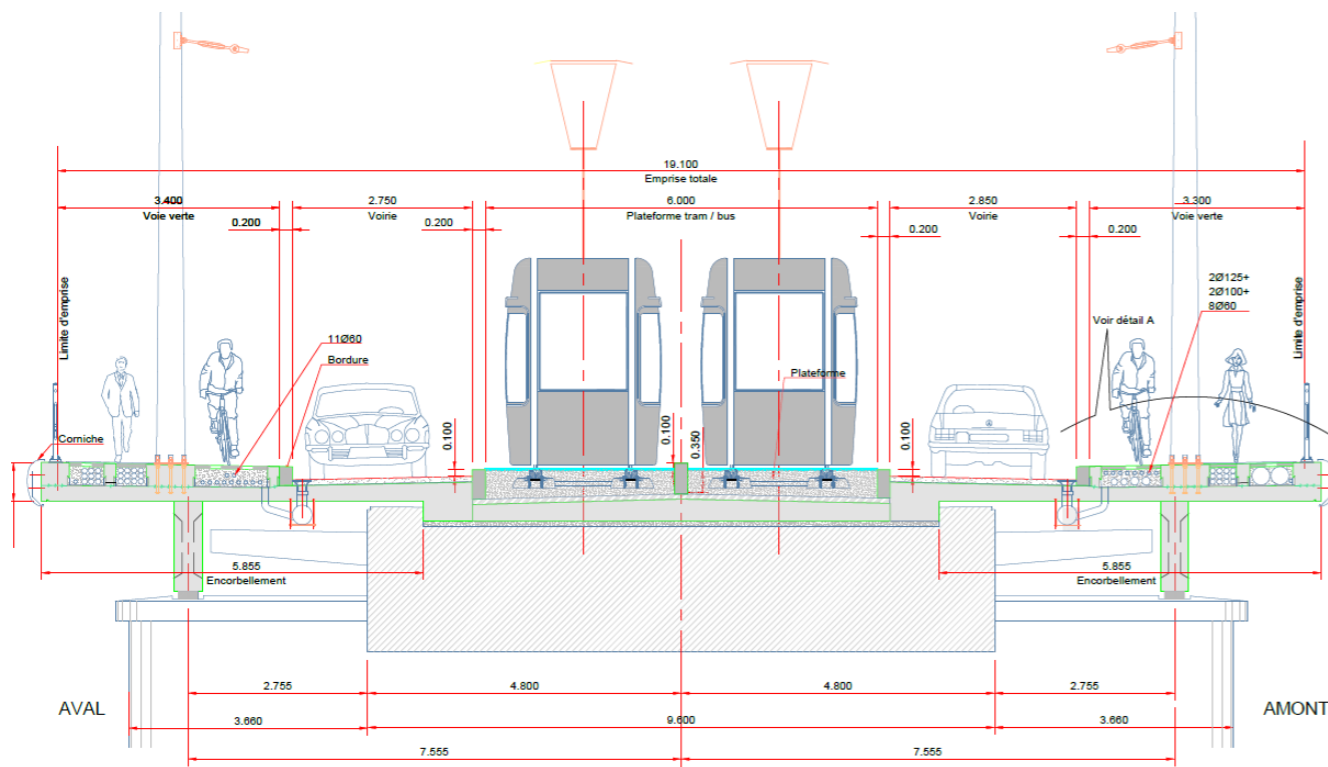 19.100
Emprise totale
3.400
Voie verte
2.750
Voirie
6.000
Plateforme tram / bus
2.850
Voirie
3.300
Voie verte
0.200
0.200
0.200
0.200
Limite d'emprise
Limite d'emprise
2Ø125+
2Ø100+
8Ø60
Voir détail A
11Ø60
Bordure
Plateforme
Corniche
0.100
0.100
0.350
0.100
5.855
Encorbellement
5.855
Encorbellement
2.755
4.800
4.800
2.755
AVAL
AMONT
3.660
9.600
3.660
7.555
7.555